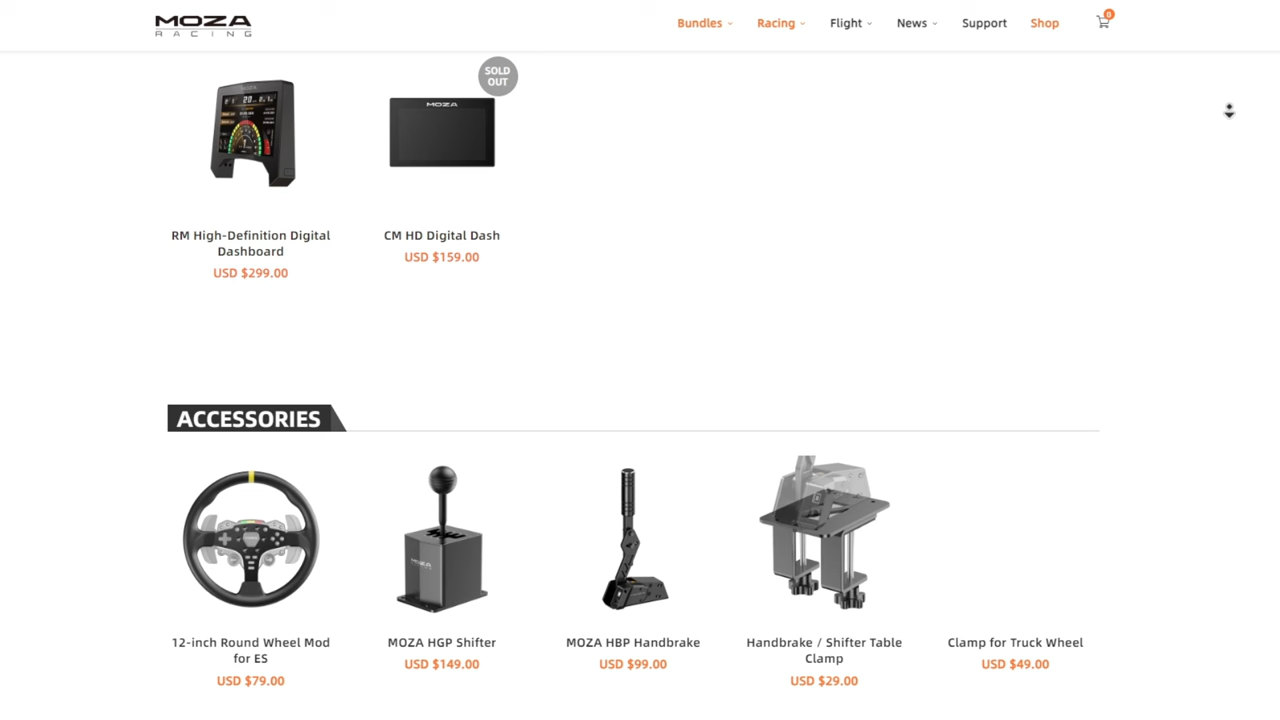 MOZA
RACING
Bundles
Racing
Flight
News
Support
Shop
0
SOLD
OUT
MOZA
RM High-Definition Digital
Dashboard
USD $299.00
CM HD Digital Dash
USD $159.00
ACCESSORIES
MOZA
12-inch Round Wheel Mod
for ES
USD $79.00
MOZA HGP Shifter
USD $149.00
MOZA HBP Handbrake
USD $99.00
Handbrake / Shifter Table
Clamp
USD $29.00
Clamp for Truck Wheel
USD $49.00